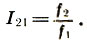 I₂₁ = f₂/f₁.